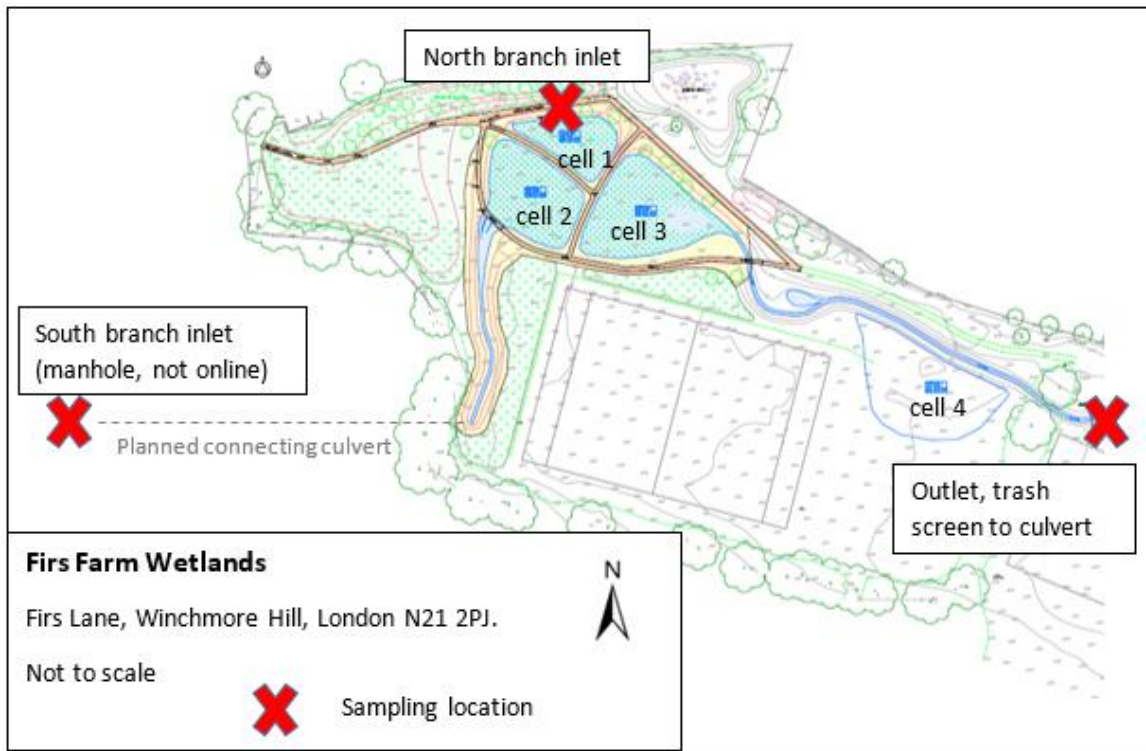 North branch inlet
cell 1
cell 2
cell 3
South branch inlet
(manhole, not online)
Planned connecting culvert
cell 4
Outlet, trash
screen to culvert
Firs Farm Wetlands
Firs Lane, Winchmore Hill, London N21 2PJ.
Not to scale
N
Sampling location